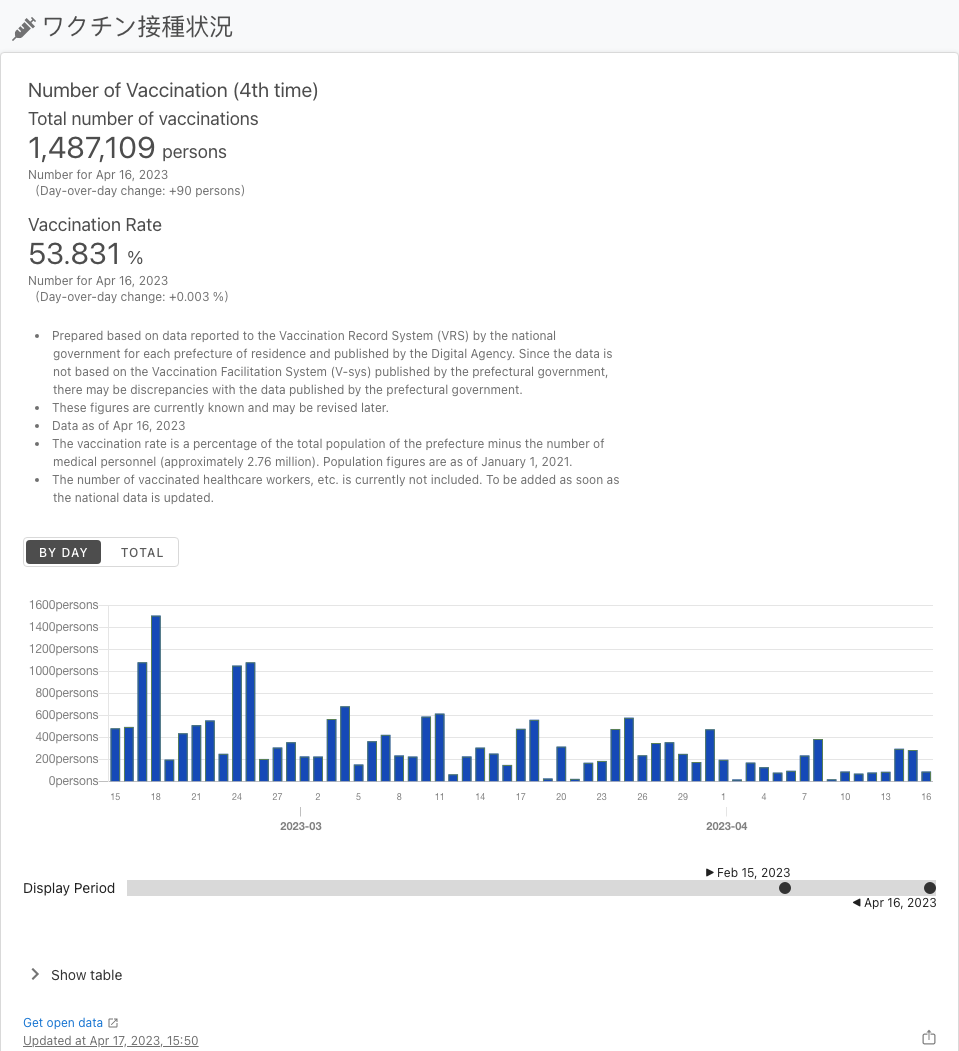 ワクチン接種状況
Number of Vaccination (4th time)
Total number of vaccinations
1,487,109 persons
Number for Apr 16, 2023
(Day-over-day change: +90 persons)
Vaccination Rate
53.831 %
Number for Apr 16, 2023
(Day-over-day change: +0.003 %)
• Prepared based on data reported to the Vaccination Record System (VRS) by the national
government for each prefecture of residence and published by the Digital Agency. Since the data is
not based on the Vaccination Facilitation System (V-sys) published by the prefectural government,
there may be discrepancies with the data published by the prefectural government.
• These figures are currently known and may be revised later.
• Data as of Apr 16, 2023
• The vaccination rate is a percentage of the total population of the prefecture minus the number of
medical personnel (approximately 2.76 million). Population figures are as of January 1, 2021.
• The number of vaccinated healthcare workers, etc. is currently not included. To be added as soon as
the national data is updated.
BY DAY TOTAL
1600persons
1400persons
1200persons
1000persons
800persons
600persons
400persons
200persons
0persons
15 18 21 24 27 2 5 8 11 14 17 20 23 26 29 1 4 7 10 13 16
2023-03 2023-04
Feb 15, 2023
Display Period
Apr 16, 2023
Show table
Get open data
Updated at Apr 17, 2023, 15:50